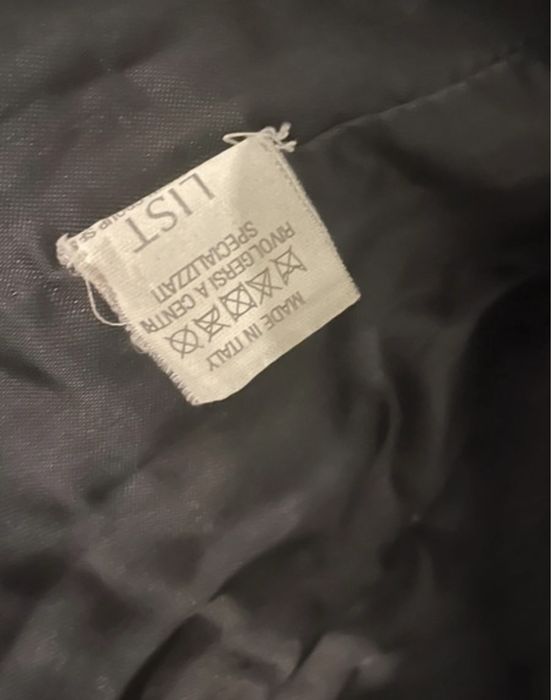 LIST
RIVOLGERSI A CENTRI
SPECIALIZZATI
MADE IN ITALY